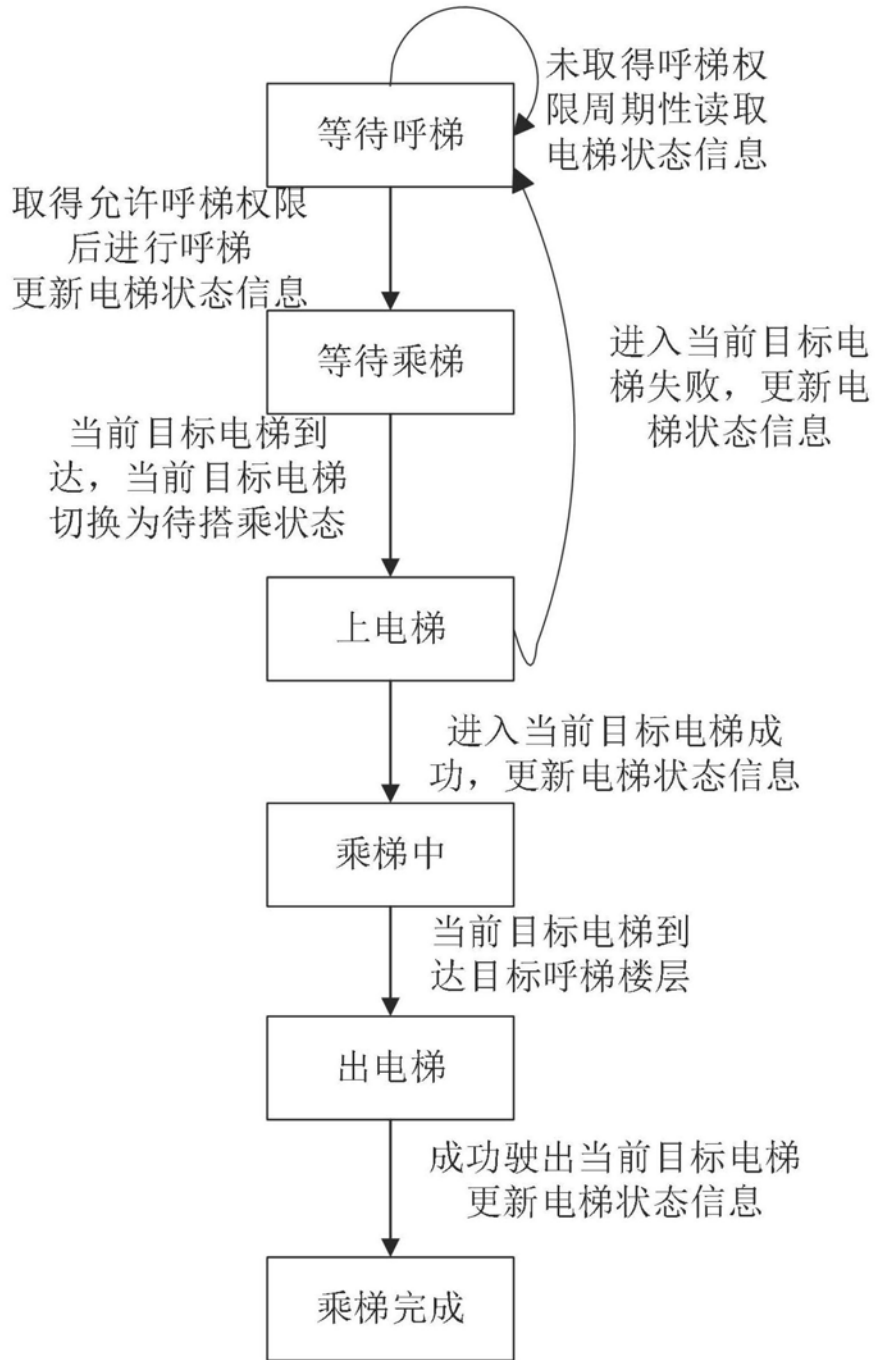 等待呼梯
未取得呼梯权
限周期性读取
电梯状态信息
取得允许呼梯权限
后进行呼梯
更新电梯状态信息
等待乘梯
进入当前目标电
梯失败，更新电
梯状态信息
当前目标电梯到
达，当前目标电梯
切换为待搭乘状态
上电梯
进入当前目标电梯成
功，更新电梯状态信息
乘梯中
当前目标电梯到
达目标呼梯楼层
出电梯
成功驶出当前目标电梯
更新电梯状态信息
乘梯完成